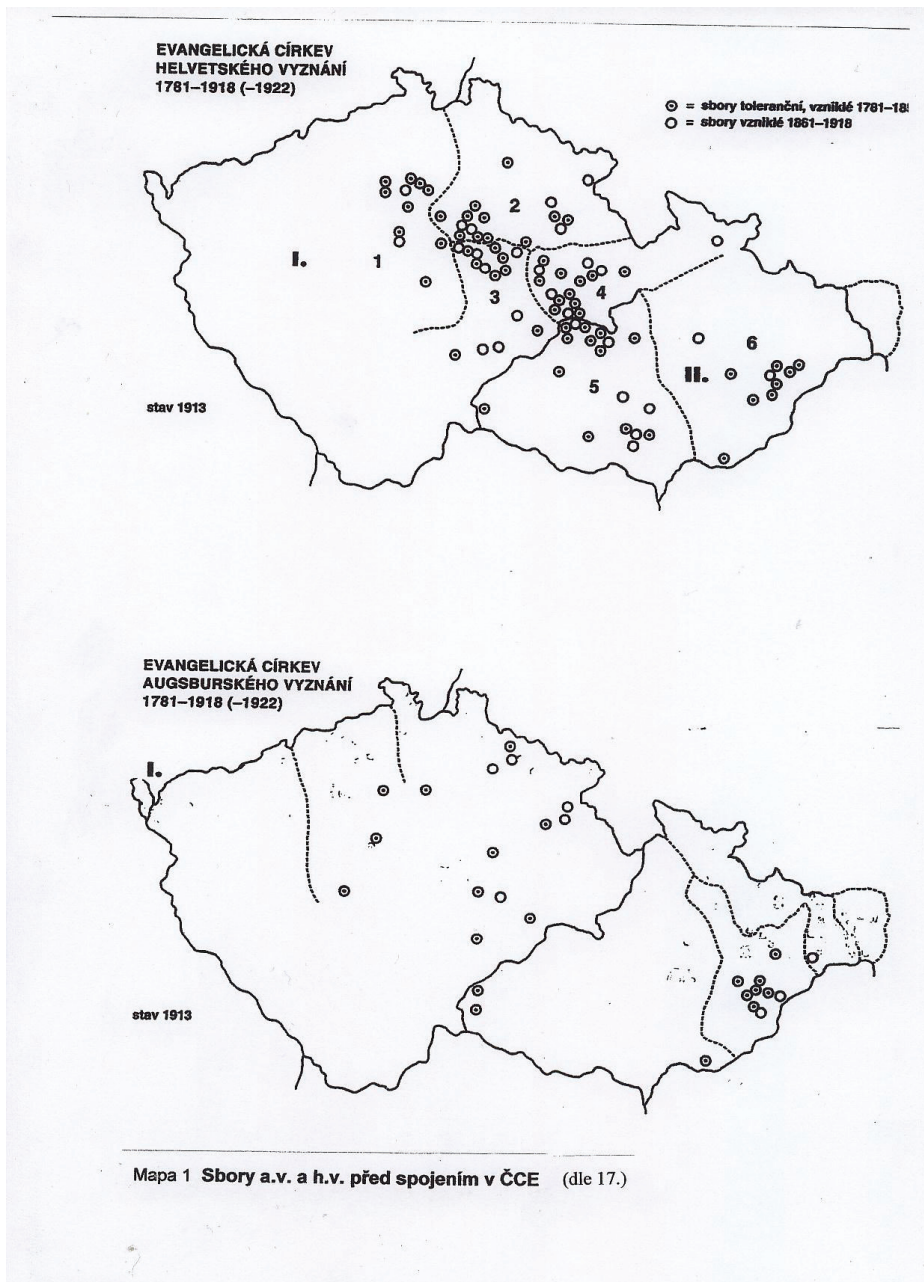 EVANGELICKÁ CÍRKEV
HELVETSKÉHO VYZNÁNÍ
1781–1918 (–1922)
⊙ = sbory toleranční, vzniklé 1781–18
○ = sbory vzniklé 1861–1918
2
I.
1
3
4
6
II.
5
stav 1913
EVANGELICKÁ CÍRKEV
AUGSBURSKÉHO VYZNÁNÍ
1781–1918 (–1922)
I.
stav 1913
Mapa 1 Sbory a.v. a h.v. před spojením v ČCE (dle 17.)